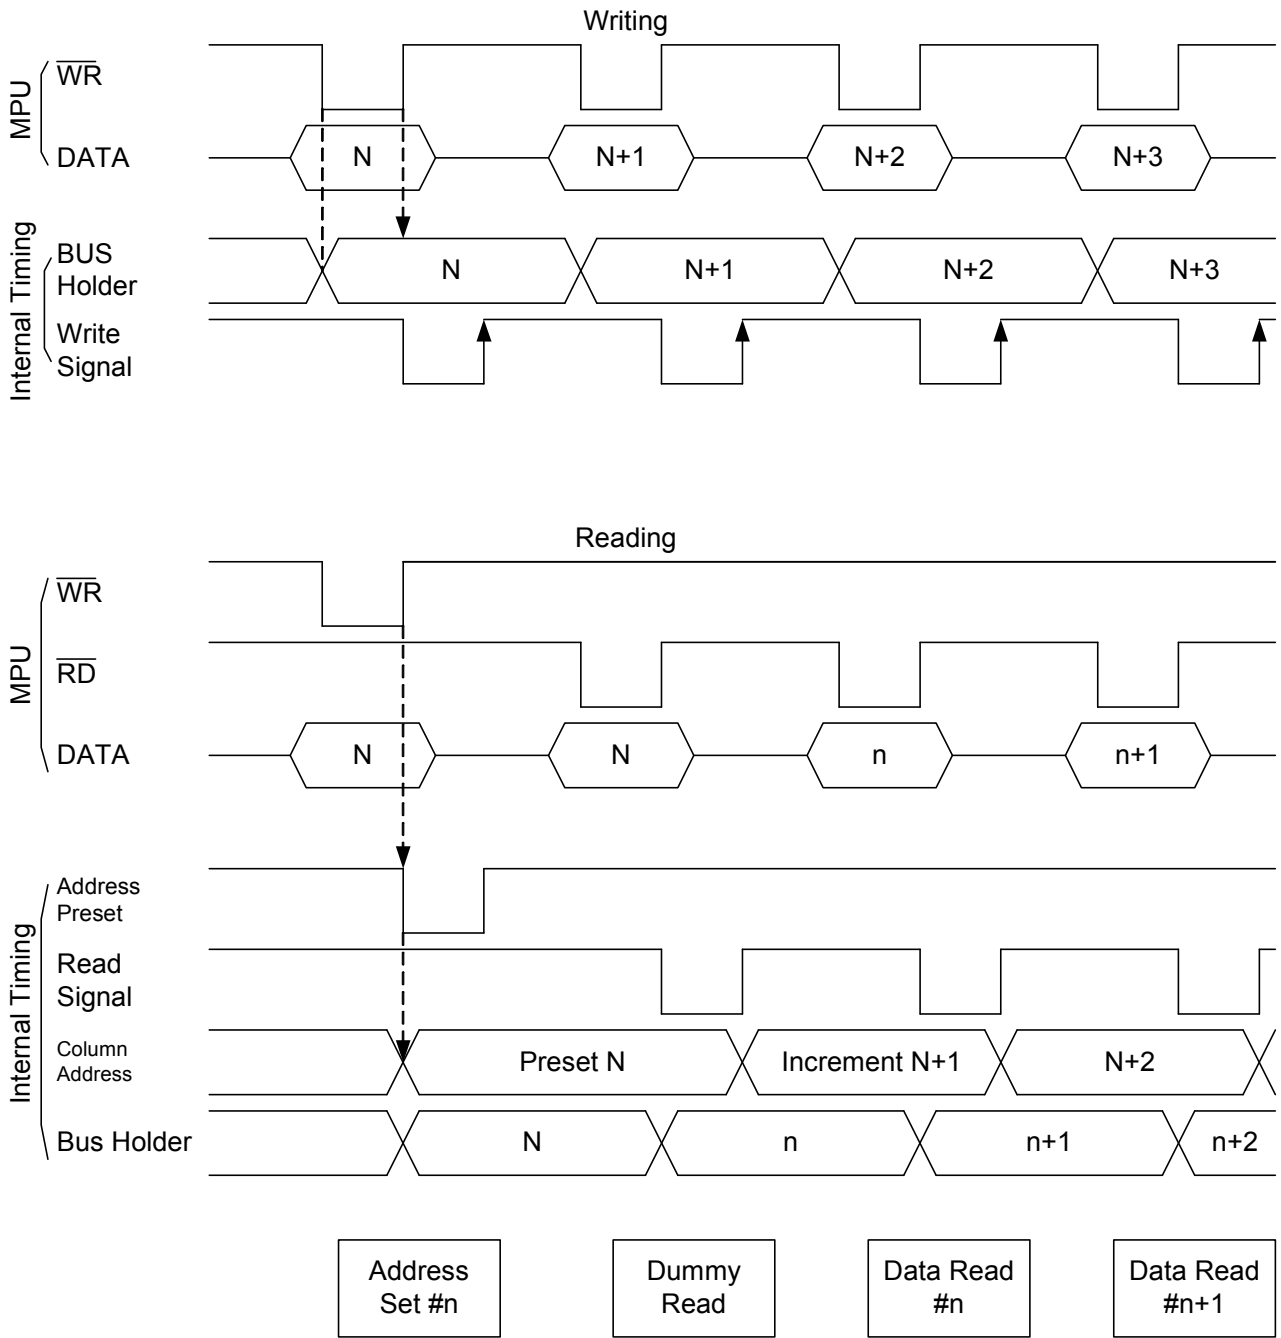 Writing
MPU
WR
DATA
N
N+1
N+2
N+3
Internal Timing
BUS
Holder
N
N+1
N+2
N+3
Write
Signal
Reading
MPU
WR
RD
DATA
N
N
n
n+1
Internal Timing
Address
Preset
Read
Signal
Column
Address
Preset N
Increment N+1
N+2
Bus Holder
N
n
n+1
n+2
Address
Set #n
Dummy
Read
Data Read
#n
Data Read
#n+1